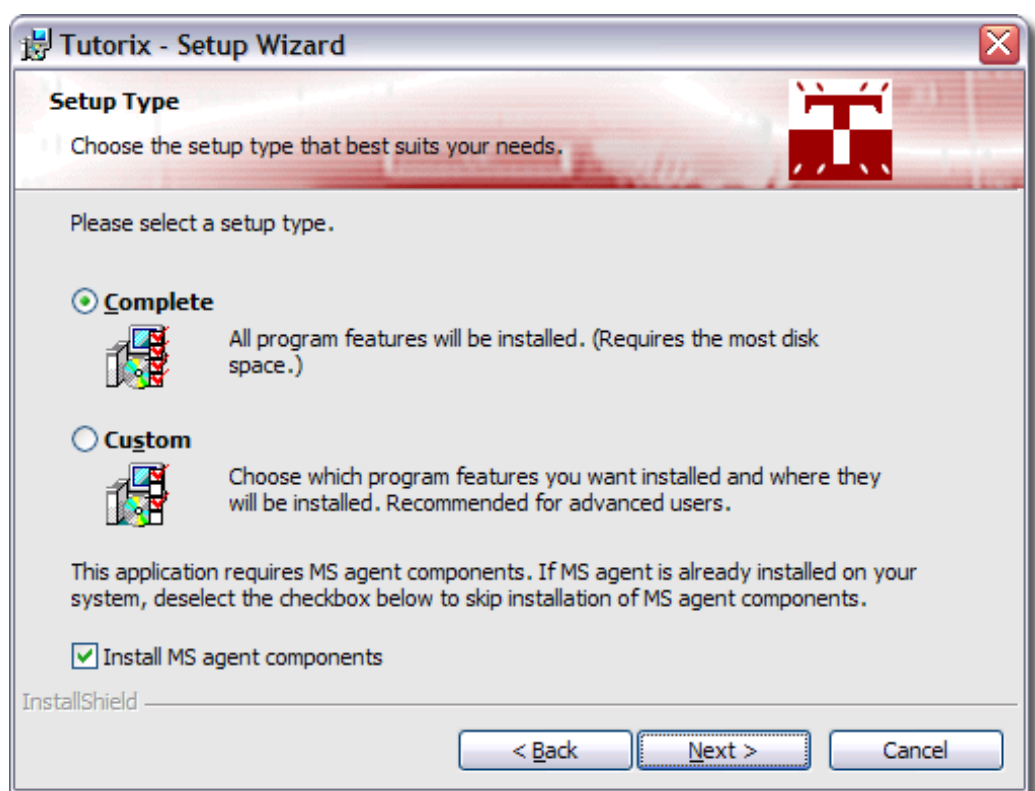 Tutorix - Setup Wizard
Setup Type
Choose the setup type that best suits your needs.
T
Please select a setup type.
Complete
All program features will be installed. (Requires the most disk
space.)
Custom
Choose which program features you want installed and where they
will be installed. Recommended for advanced users.
This application requires MS agent components. If MS agent is already installed on your
system, deselect the checkbox below to skip installation of MS agent components.
Install MS agent components
InstallShield
< Back Next > Cancel